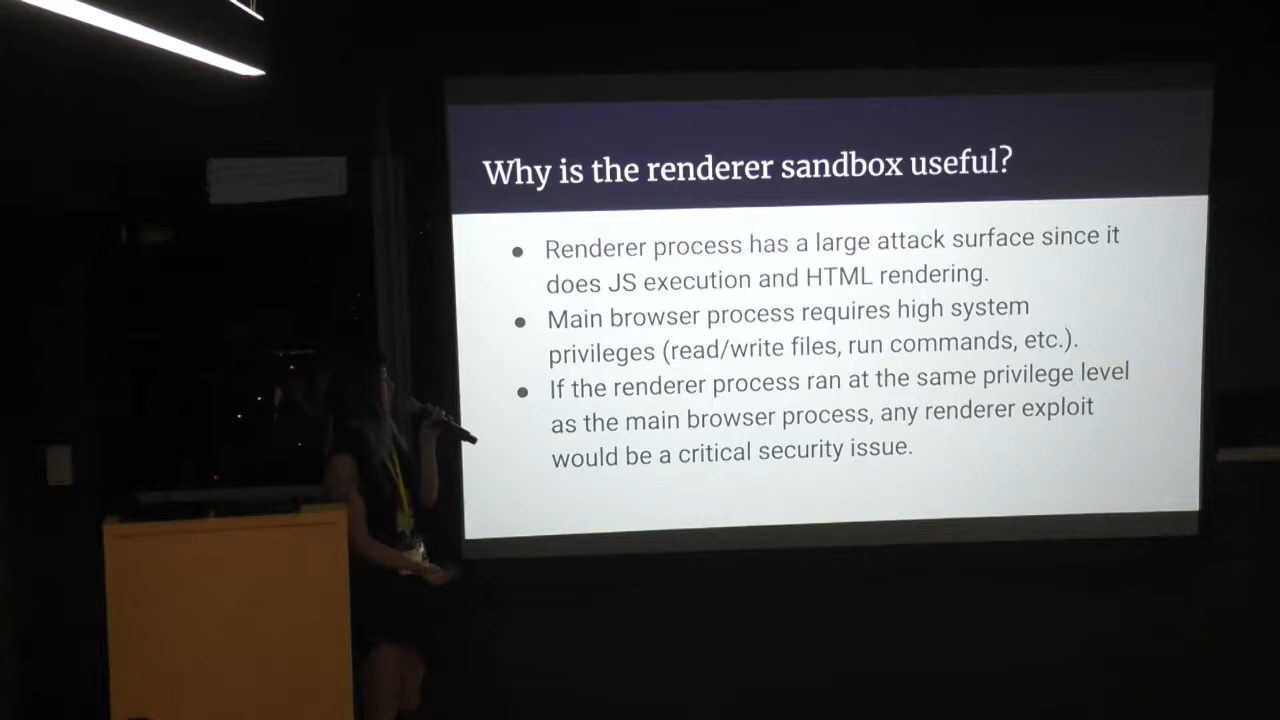 Why is the renderer sandbox useful?
● Renderer process has a large attack surface since it
does JS execution and HTML rendering.
● Main browser process requires high system
privileges (read/write files, run commands, etc.).
● If the renderer process ran at the same privilege level
as the main browser process, any renderer exploit
would be a critical security issue.